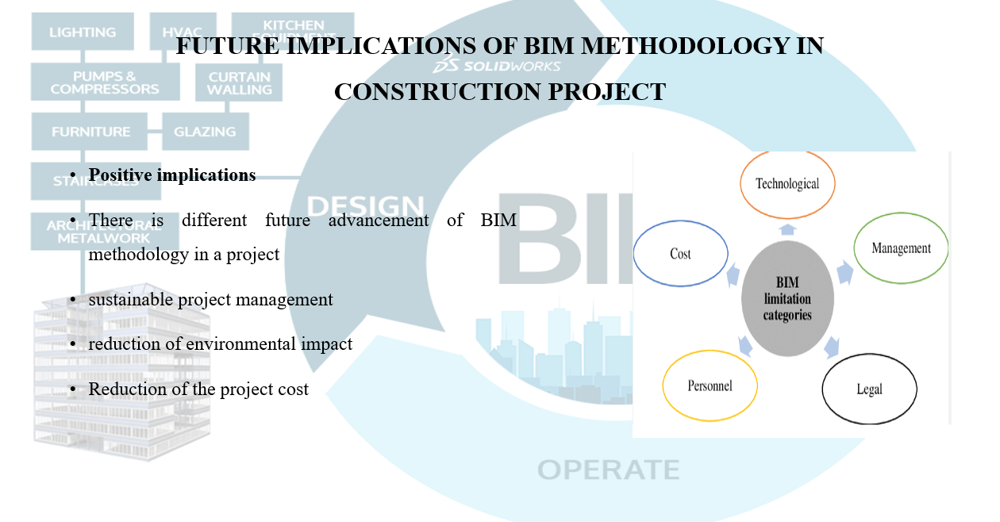 FUTURE IMPLICATIONS OF BIM METHODOLOGY IN
CONSTRUCTION PROJECT
LIGHTING
HVAC
KITCHEN
EQUIPMENT
PUMPS &
COMPRESSORS
CURTAIN
WALLING
FURNITURE
GLAZING
STAIRCASES
ARCHITECTURAL
METALWORK
SOLIDWORKS
DESIGN
BI
OPERATE
• Positive implications
• There is different future advancement of BIM
methodology in a project
• sustainable project management
• reduction of environmental impact
• Reduction of the project cost
Technological
Cost
Management
BIM
limitation
categories
Personnel
Legal